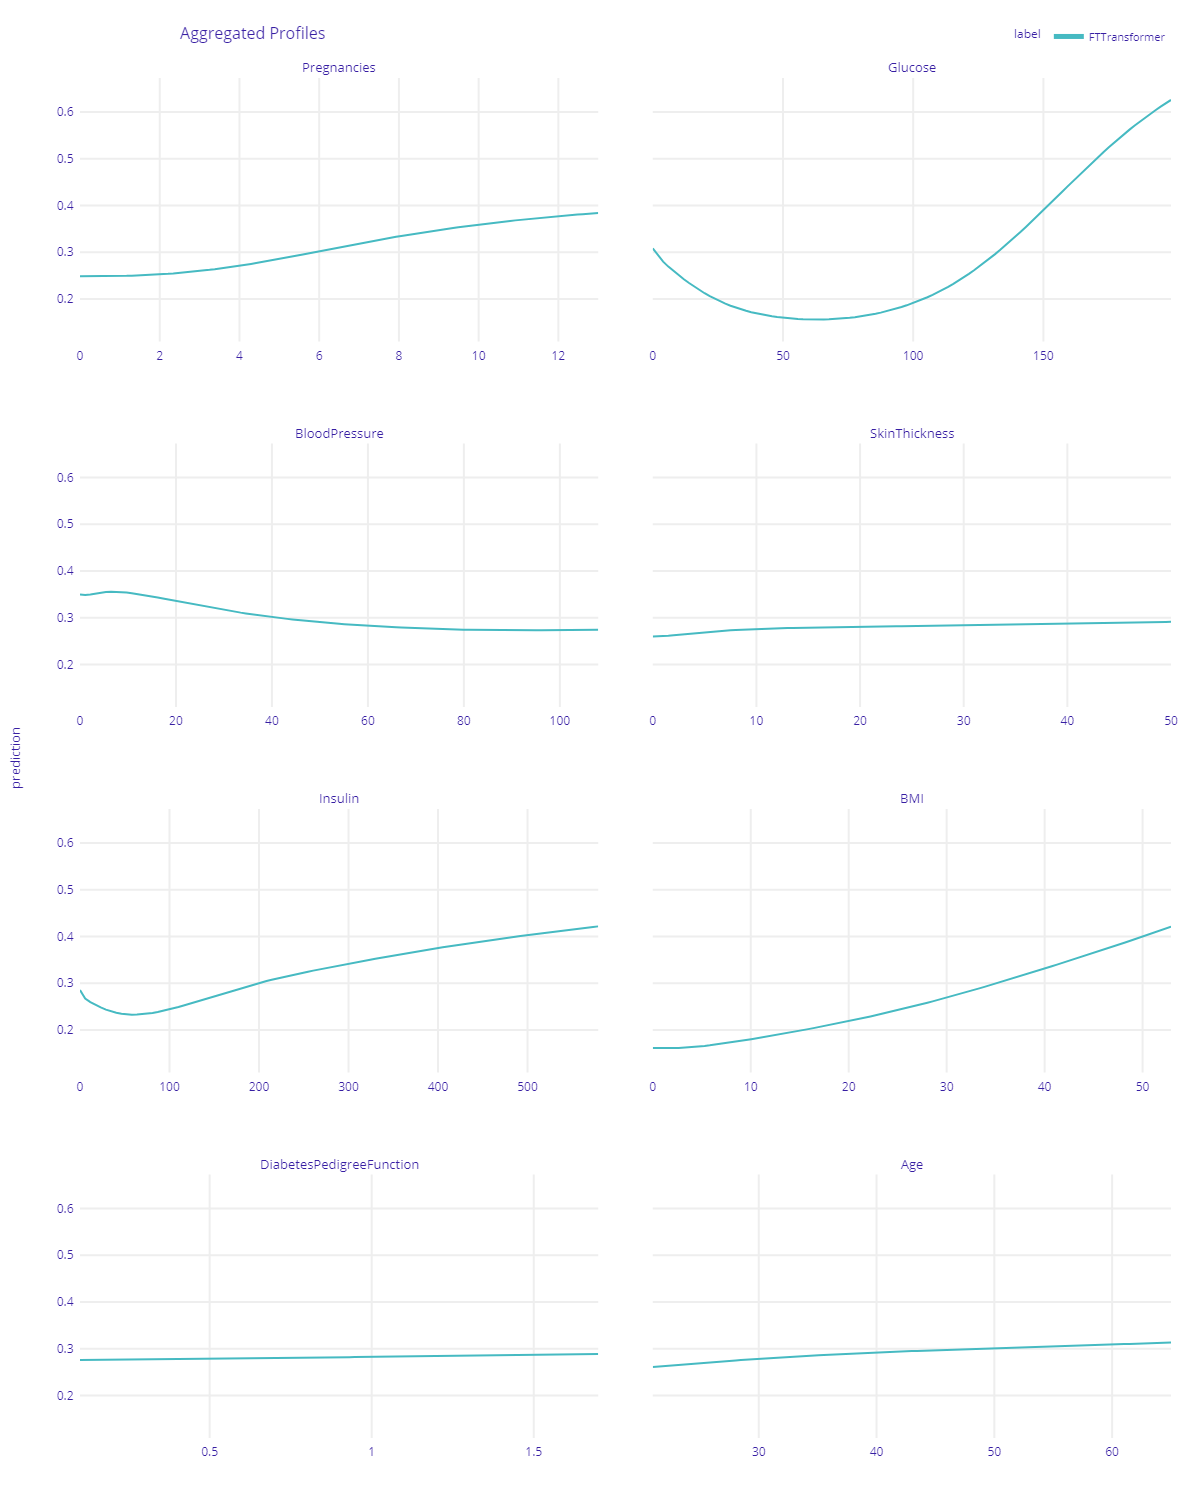 Aggregated Profiles
label FTTransformer
Pregnancies Glucose
0.6
0.5
0.4
0.3
0.2
0 2 4 6 8 10 12 0 50 100 150
BloodPressure SkinThickness
0.6
0.5
0.4
0.3
0.2
0 20 40 60 80 100 0 10 20 30 40 50
prediction
Insulin BMI
0.6
0.5
0.4
0.3
0.2
0 100 200 300 400 500 0 10 20 30 40 50
DiabetesPedigreeFunction Age
0.6
0.5
0.4
0.3
0.2
0.5 1 1.5 30 40 50 60